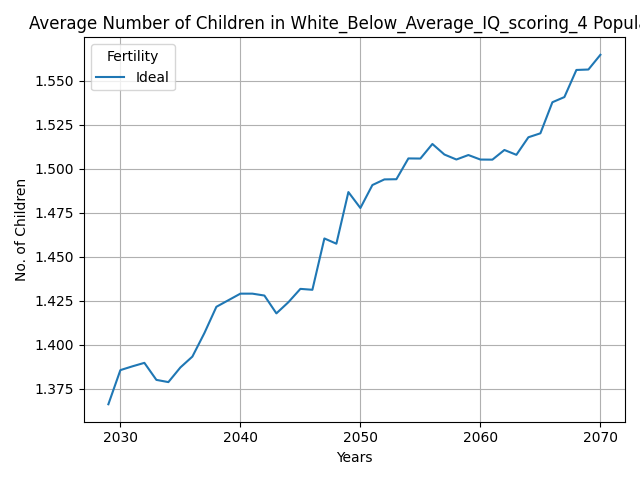 Average Number of Children in White_Below_Average_IQ_scoring_4 Popula
Fertility
Ideal
1.550
1.525
1.500
1.475
1.450
1.425
1.400
1.375
No. of Children
2030 2040 2050 2060 2070
Years